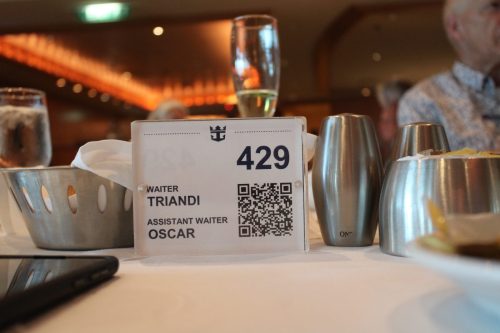 429
WAITER
TRIANDI
ASSISTANT WAITER
OSCAR